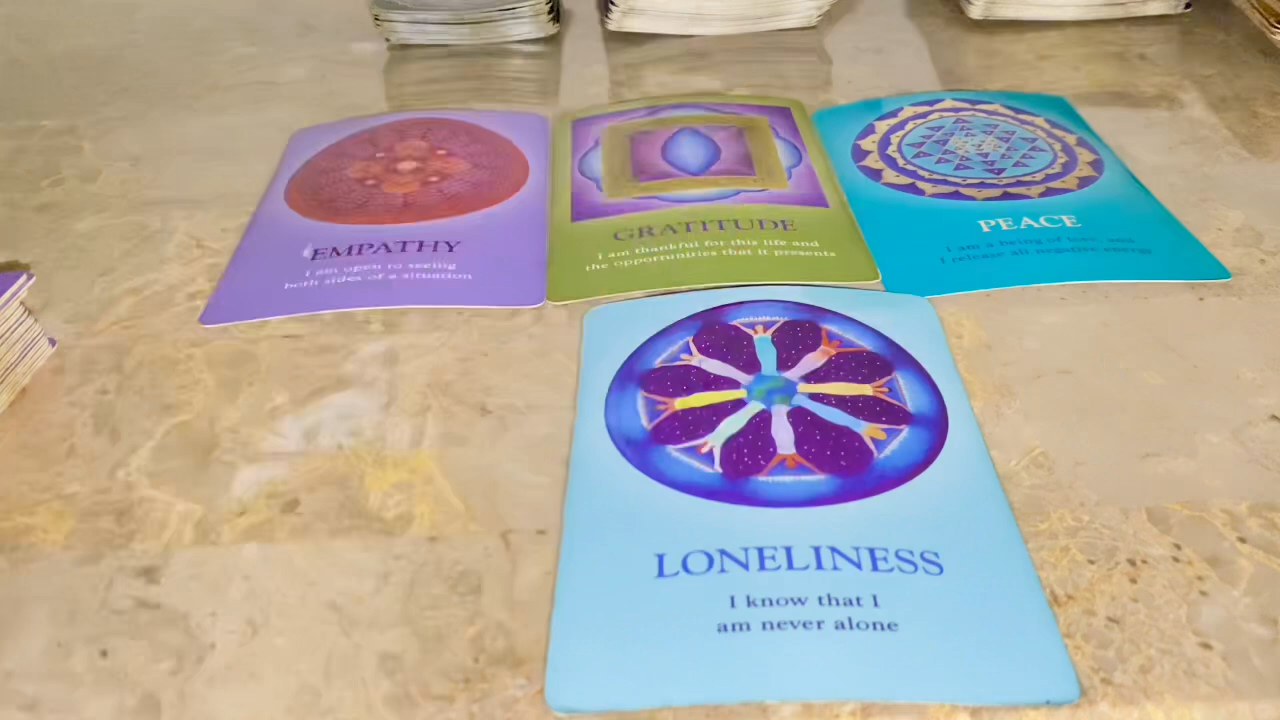 EMPATHY
I am open to seeing
both sides of a situation
GRATITUDE
I am thankful for this life and
the opportunities that it presents
PEACE
I am a being of love, and
I release all negative energy
LONELINESS
I know that I
am never alone